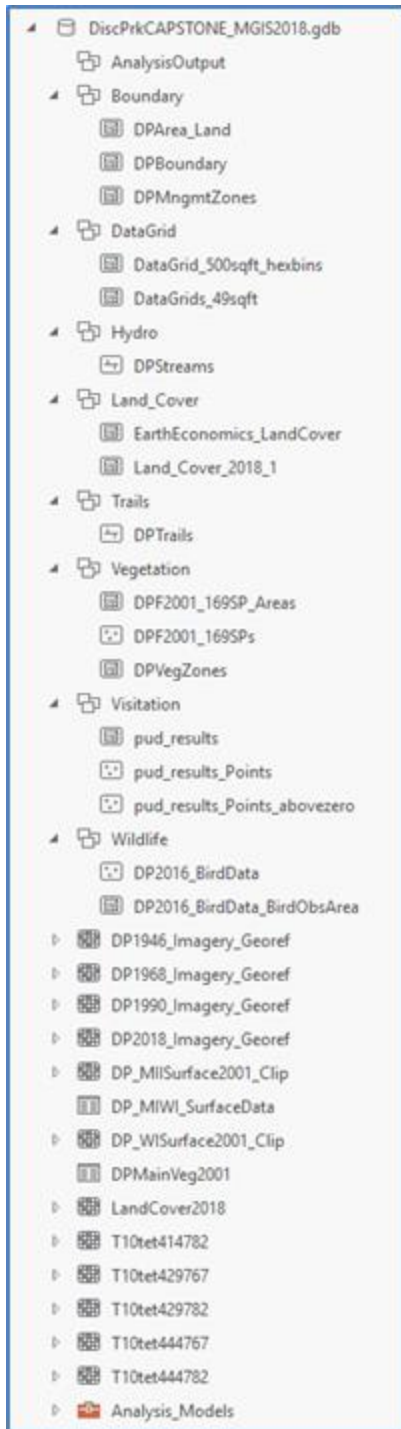 DiscPrkCAPSTONE_MGIS2018.gdb
AnalysisOutput
Boundary
DPArea_Land
DPBoundary
DPMngmtZones
DataGrid
DataGrid_500sqft_hexbins
DataGrids_49sqft
Hydro
DPStreams
Land_Cover
EarthEconomics_LandCover
Land_Cover_2018_1
Trails
DPTrails
Vegetation
DPF2001_169SP_Areas
DPF2001_169SPs
DPVegZones
Visitation
pud_results
pud_results_Points
pud_results_Points_abovezero
Wildlife
DP2016_BirdData
DP2016_BirdData_BirdObsArea
DP1946_Imagery_Georef
DP1968_Imagery_Georef
DP1990_Imagery_Georef
DP2018_Imagery_Georef
DP_MIISurface2001_Clip
DP_MIWI_SurfaceData
DP_WISurface2001_Clip
DPMainVeg2001
LandCover2018
T10tet414782
T10tet429767
T10tet429782
T10tet444767
T10tet444782
Analysis_Models